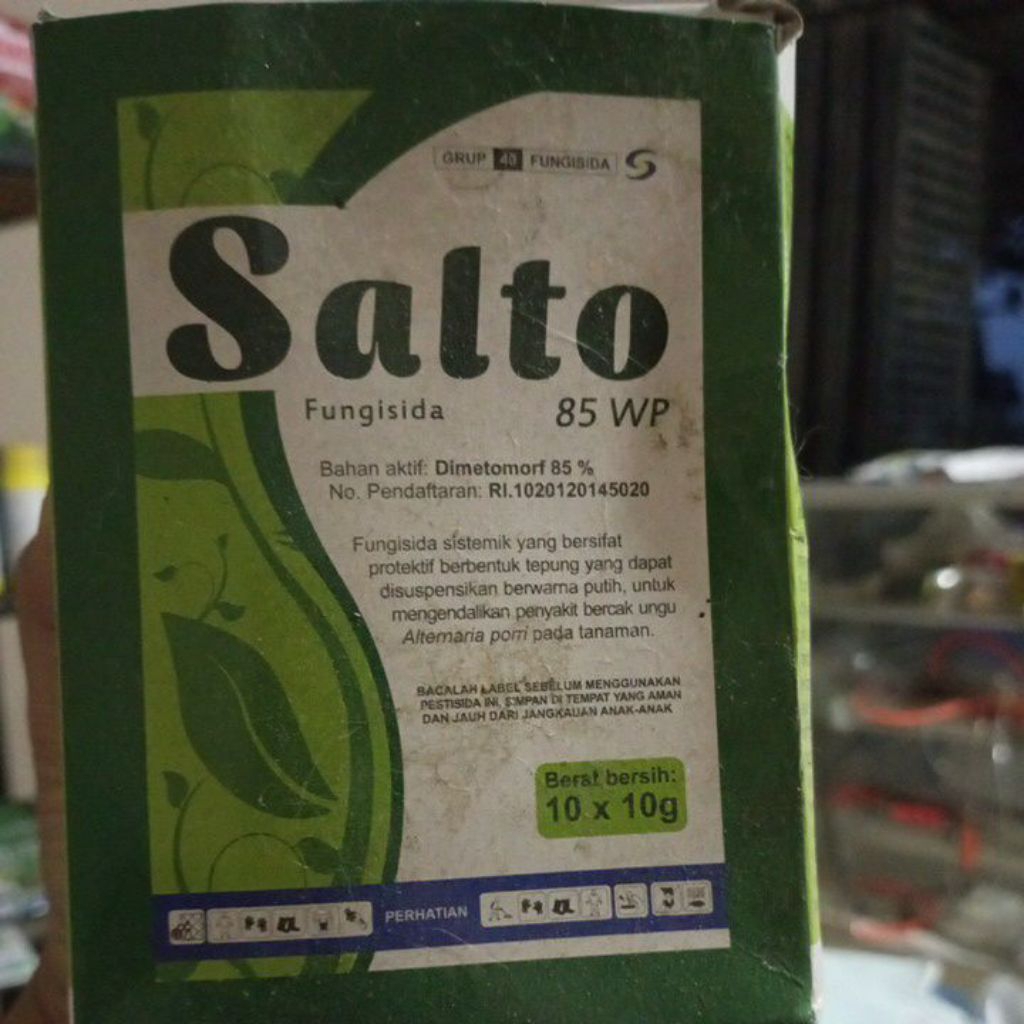 GRUP 40 FUNGISIDA
Salto
Fungisida 85 WP
Bahan aktif: Dimetomorf 85 %
No. Pendaftaran: RI.1020120145020
Fungisida sistemik yang bersifat
protektif berbentuk tepung yang dapat
disuspensikan berwarna putih, untuk
mengendalikan penyakit bercak ungu
Alternaria porri pada tanaman.
BACALAH LABEL SEBELUM MENGGUNAKAN
PESTISIDA INI, SIMPAN DI TEMPAT YANG AMAN
DAN JAUH DARI JANGKAUAN ANAK-ANAK
Berat bersih:
10 x 10g
PERHATIAN